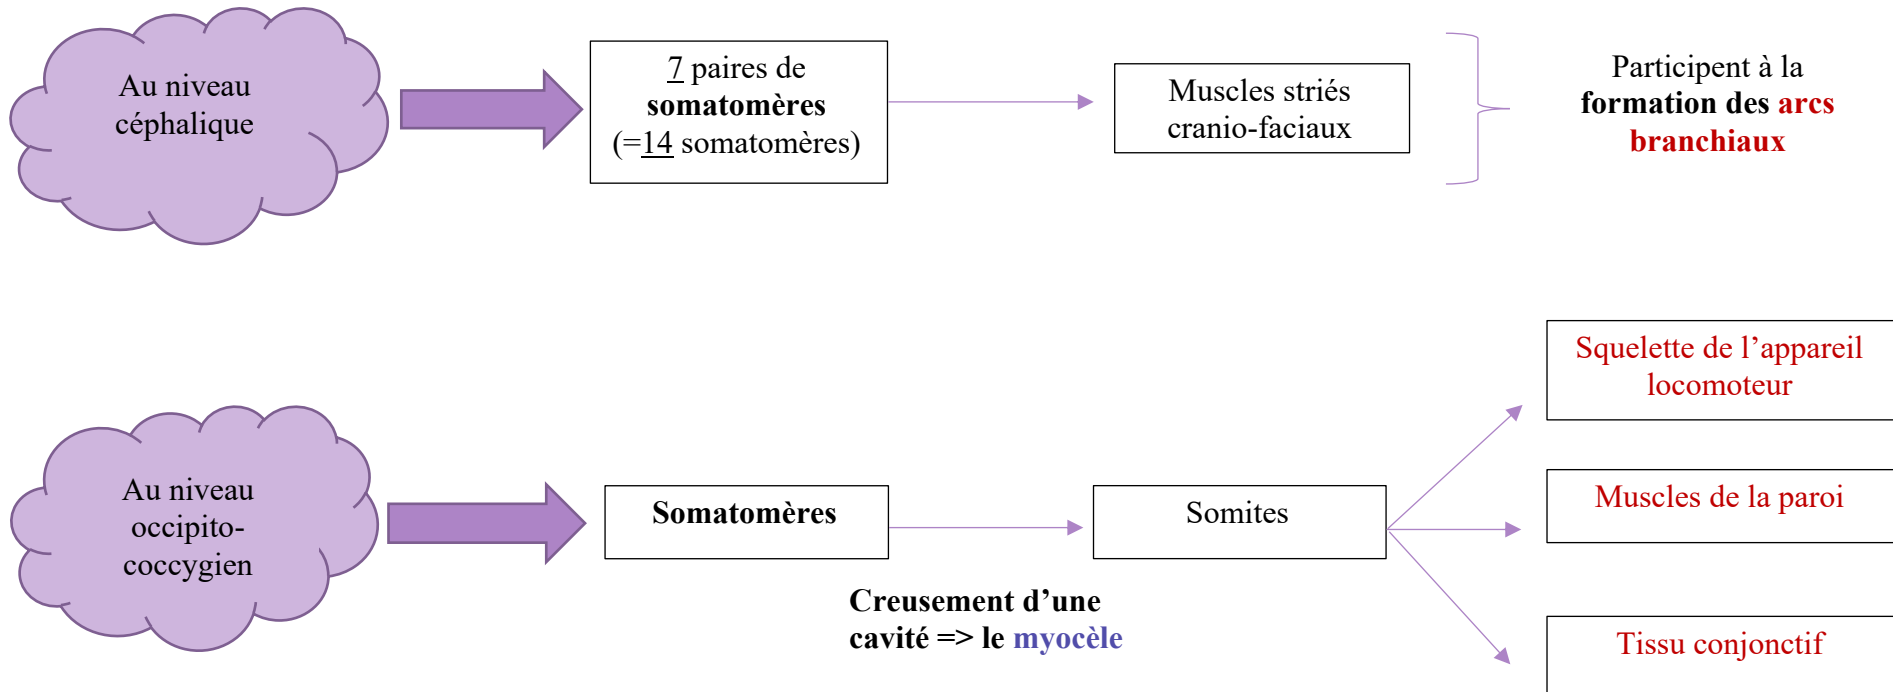 Au niveau
céphalique
7 paires de
somatomères
(=14 somatomères)
Muscles striés
cranio-faciaux
Participent à la
formation des arcs
branchiaux
Au niveau
occipito-
coccygien
Somatomères
Creusement d’une
cavité => le myocèle
Somites
Squelette de l’appareil
locomoteur
Muscles de la paroi
Tissu conjonctif